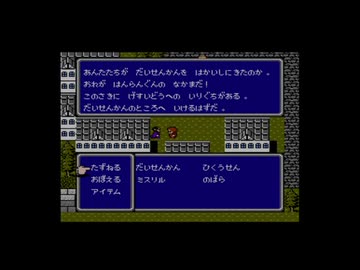 あんたたちが　だいせんかんを　はかいしにきたのか。
おれが　はんらんぐんの　なかまだ！
このさきに　げすいどうへの　いりぐちがある。
だいせんかんのところへ　いけるはずだ。
たずねる　だいせんかん　ひくうせん
おぼえる　ミスリル　のばら
アイテム